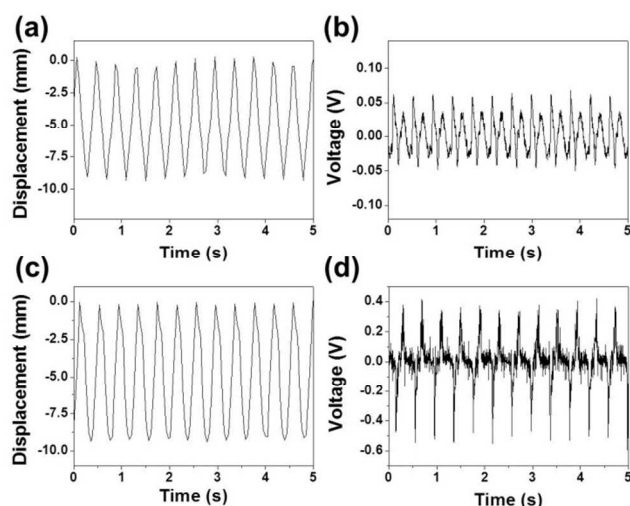 (a)
Displacement (mm)
0.0
-2.5
-5.0
-7.5
-10.0
0 1 2 3 4 5
Time (s)
(b)
Voltage (V)
0.10
0.05
0.00
-0.05
-0.10
0 1 2 3 4 5
Time (s)
(c)
Displacement (mm)
0.0
-2.5
-5.0
-7.5
-10.0
0 1 2 3 4 5
Time (s)
(d)
Voltage (V)
0.4
0.2
0.0
-0.2
-0.4
-0.6
0 1 2 3 4 5
Time (s)